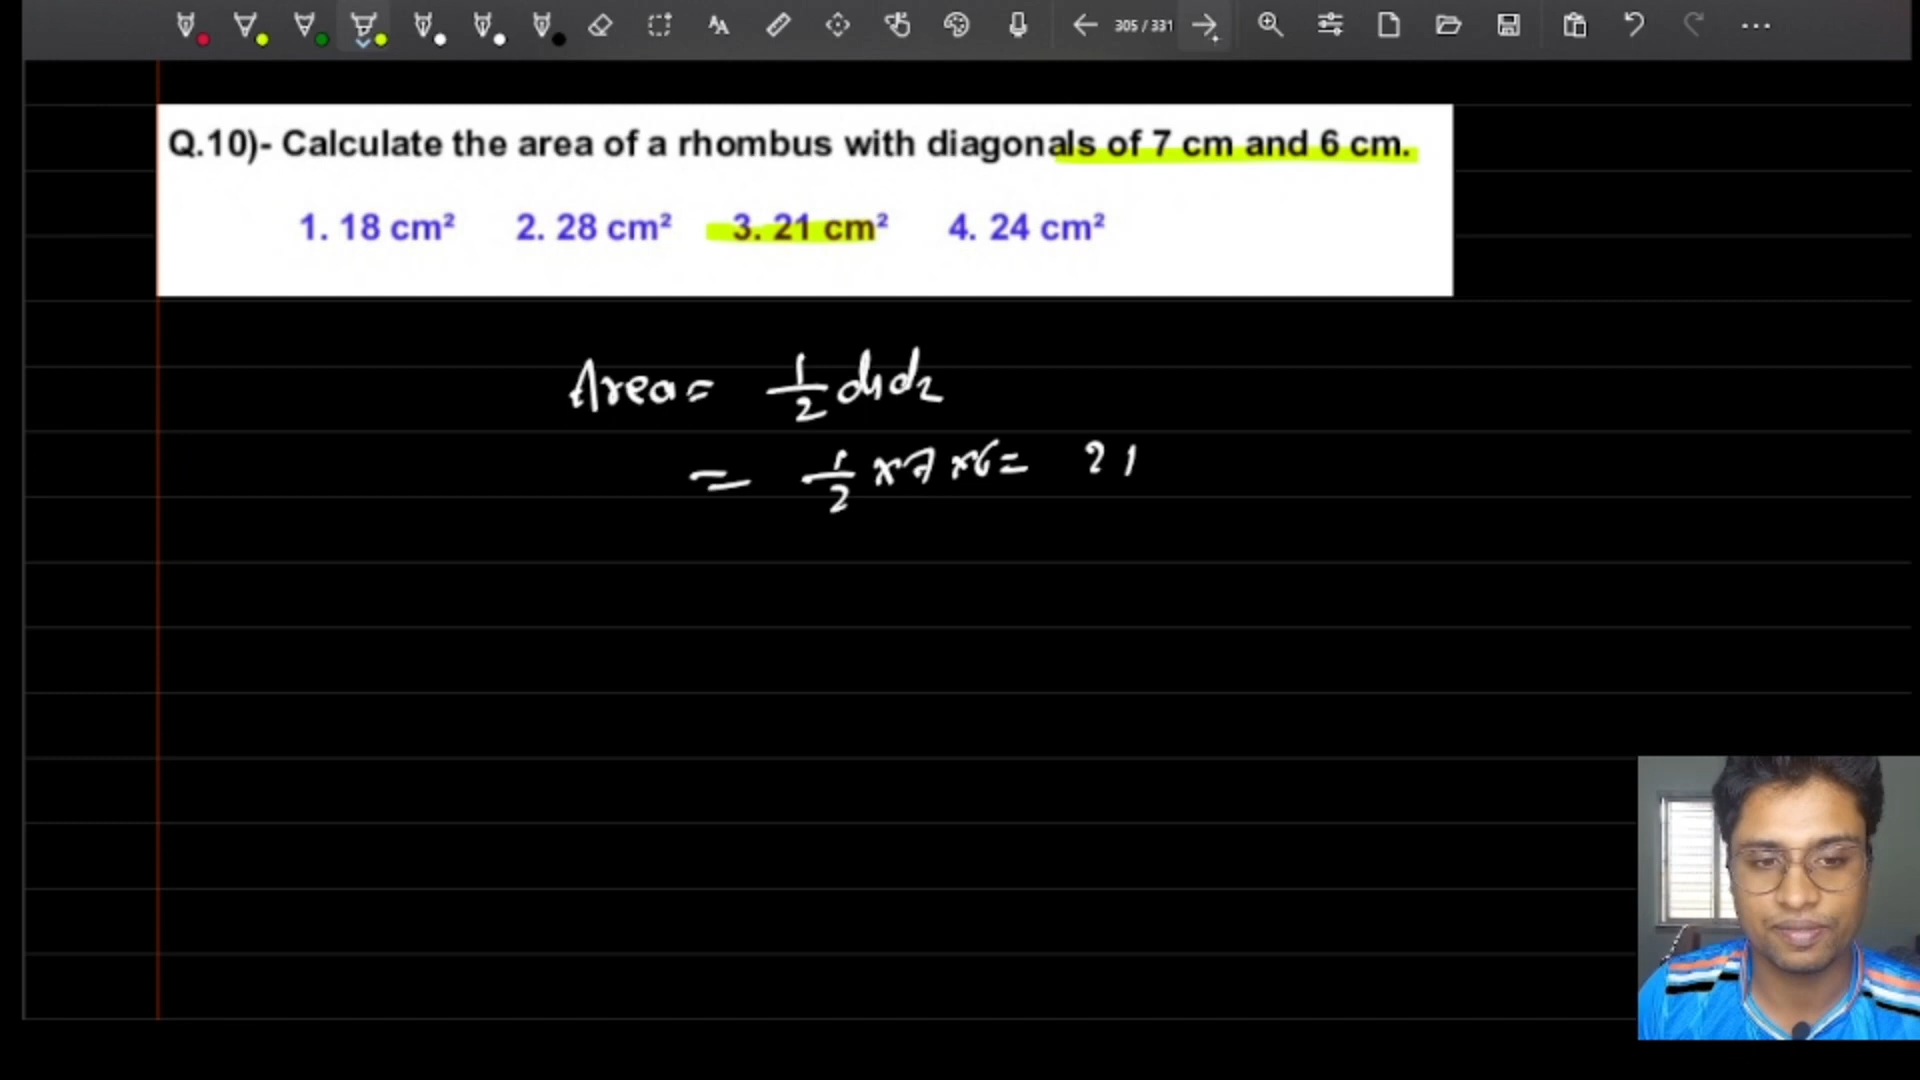 305 / 331
Q.10)- Calculate the area of a rhombus with diagonals of 7 cm and 6 cm.
1. 18 cm² 2. 28 cm² 3. 21 cm² 4. 24 cm²
Area = 1/2 d1d2
= 1/2 ×7 ×6 = 21